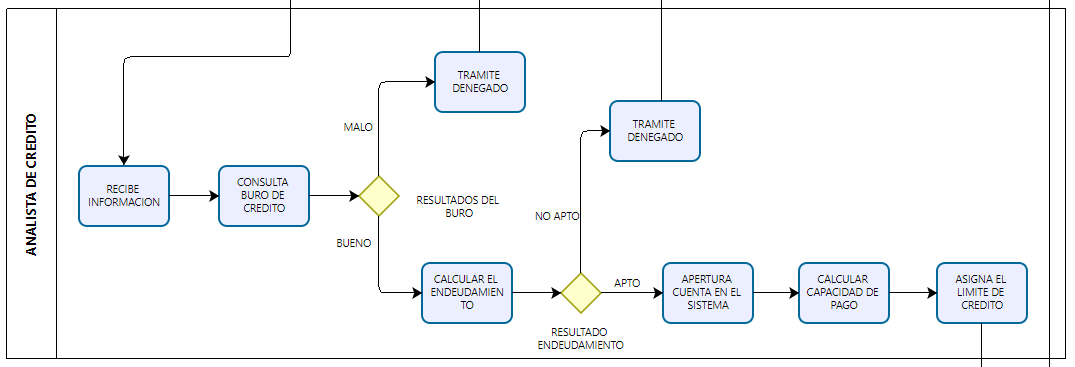 ANALISTA DE CREDITO
RECIBE
INFORMACION
CONSULTA
BURO DE
CREDITO
MALO
TRAMITE
DENEGADO
RESULTADOS DEL
BURO
BUENO
CALCULAR EL
ENDEUDAMIEN
TO
NO APTO
TRAMITE
DENEGADO
RESULTADO
ENDEUDAMIENTO
APTO
APERTURA
CUENTA EN EL
SISTEMA
CALCULAR
CAPACIDAD DE
PAGO
ASIGNA EL
LIMITE DE
CREDITO